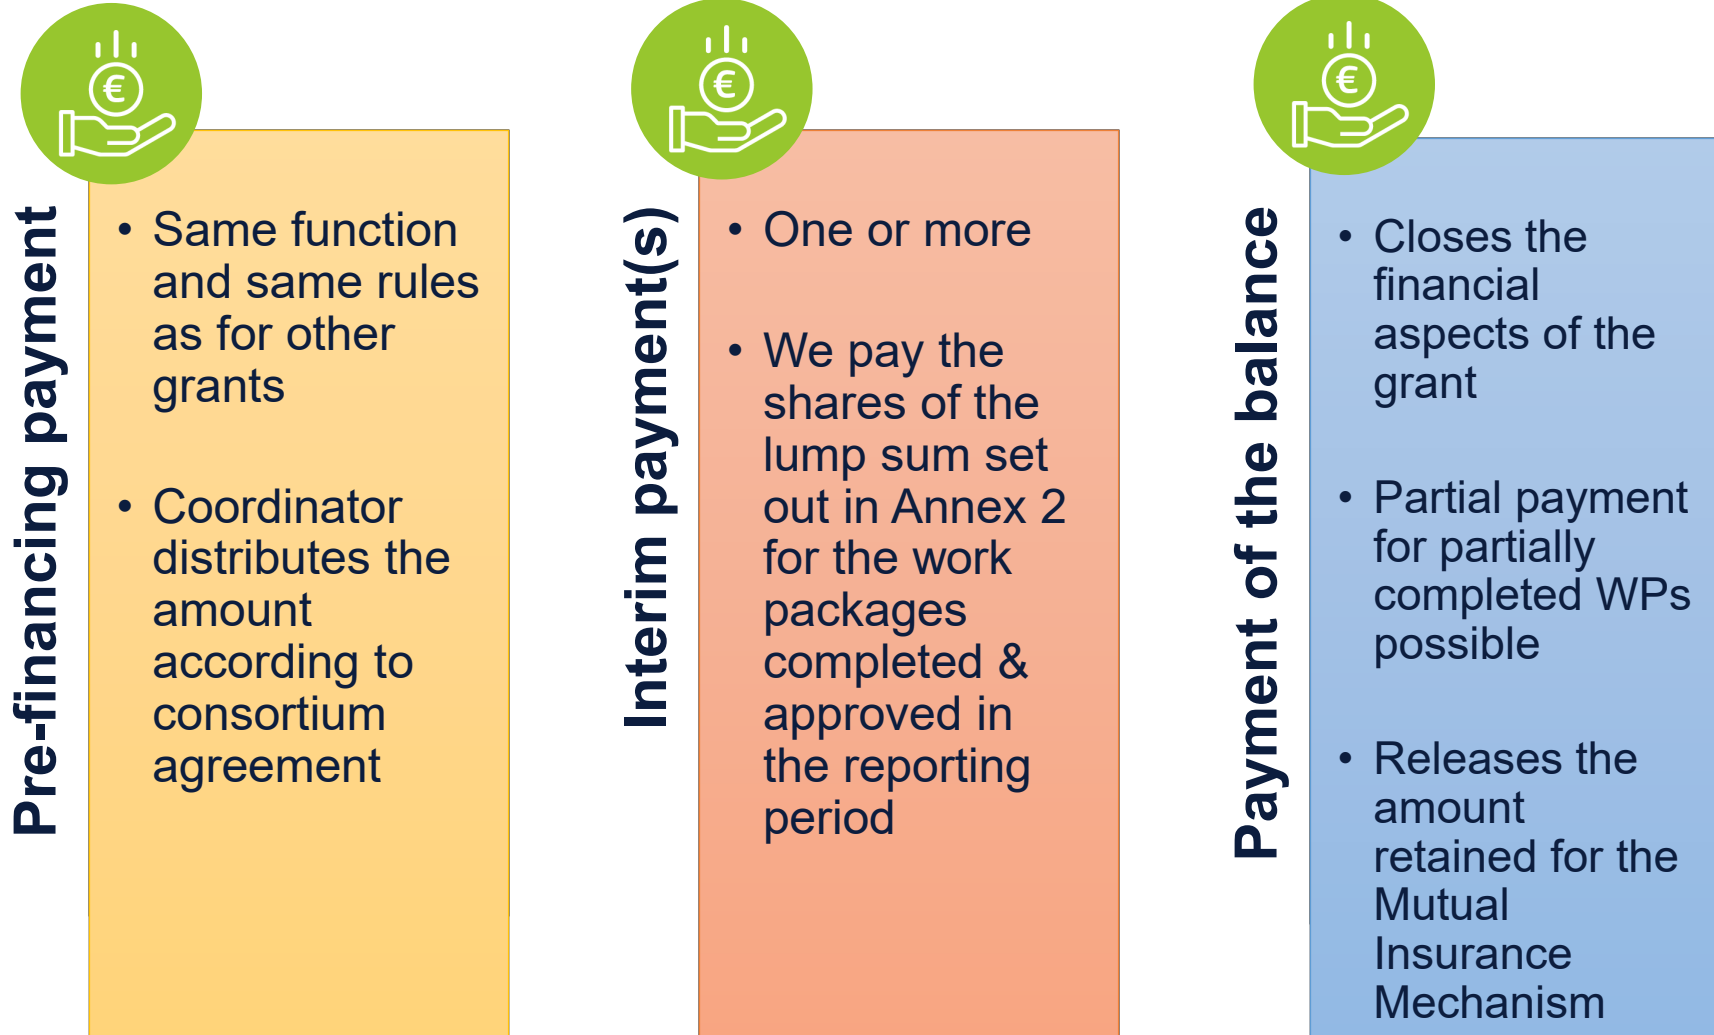 Pre-financing payment
€
• Same function
and same rules
as for other
grants
• Coordinator
distributes the
amount
according to
consortium
agreement
Interim payment(s)
€
• One or more
• We pay the
shares of the
lump sum set
out in Annex 2
for the work
packages
completed &
approved in
the reporting
period
Payment of the balance
€
• Closes the
financial
aspects of the
grant
• Partial payment
for partially
completed WPs
possible
• Releases the
amount
retained for the
Mutual
Insurance
Mechanism